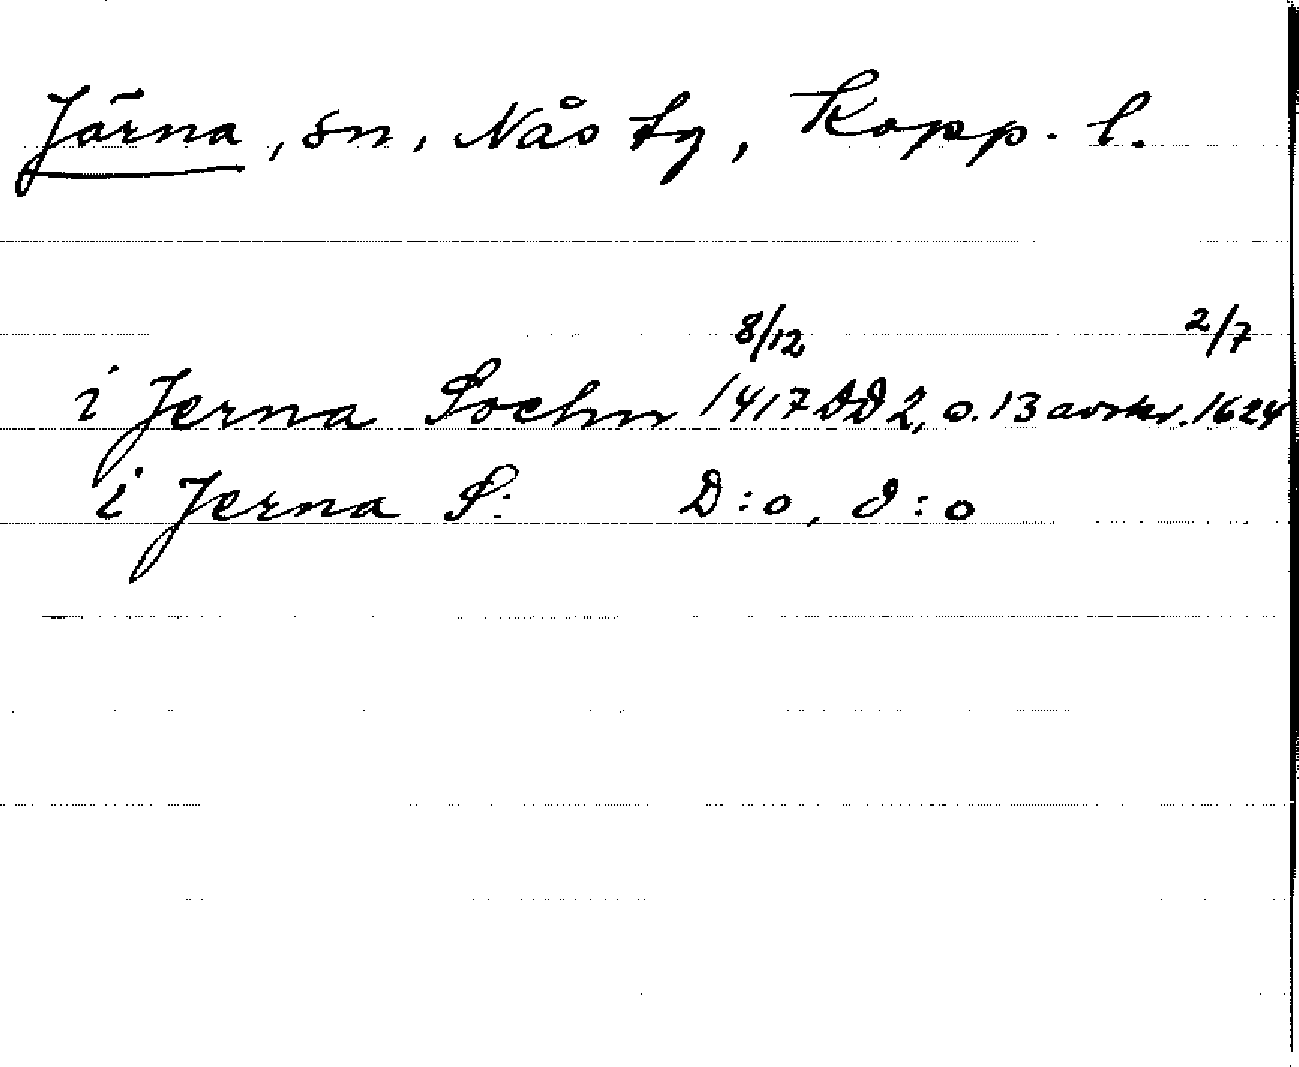 Järna, sn, Nås tg, Kopp. l.
8/12 2/7
i Jerna Sochn 1417 DD 2, o. 13 avskr. 1624
i Jerna S: D:o, d:o